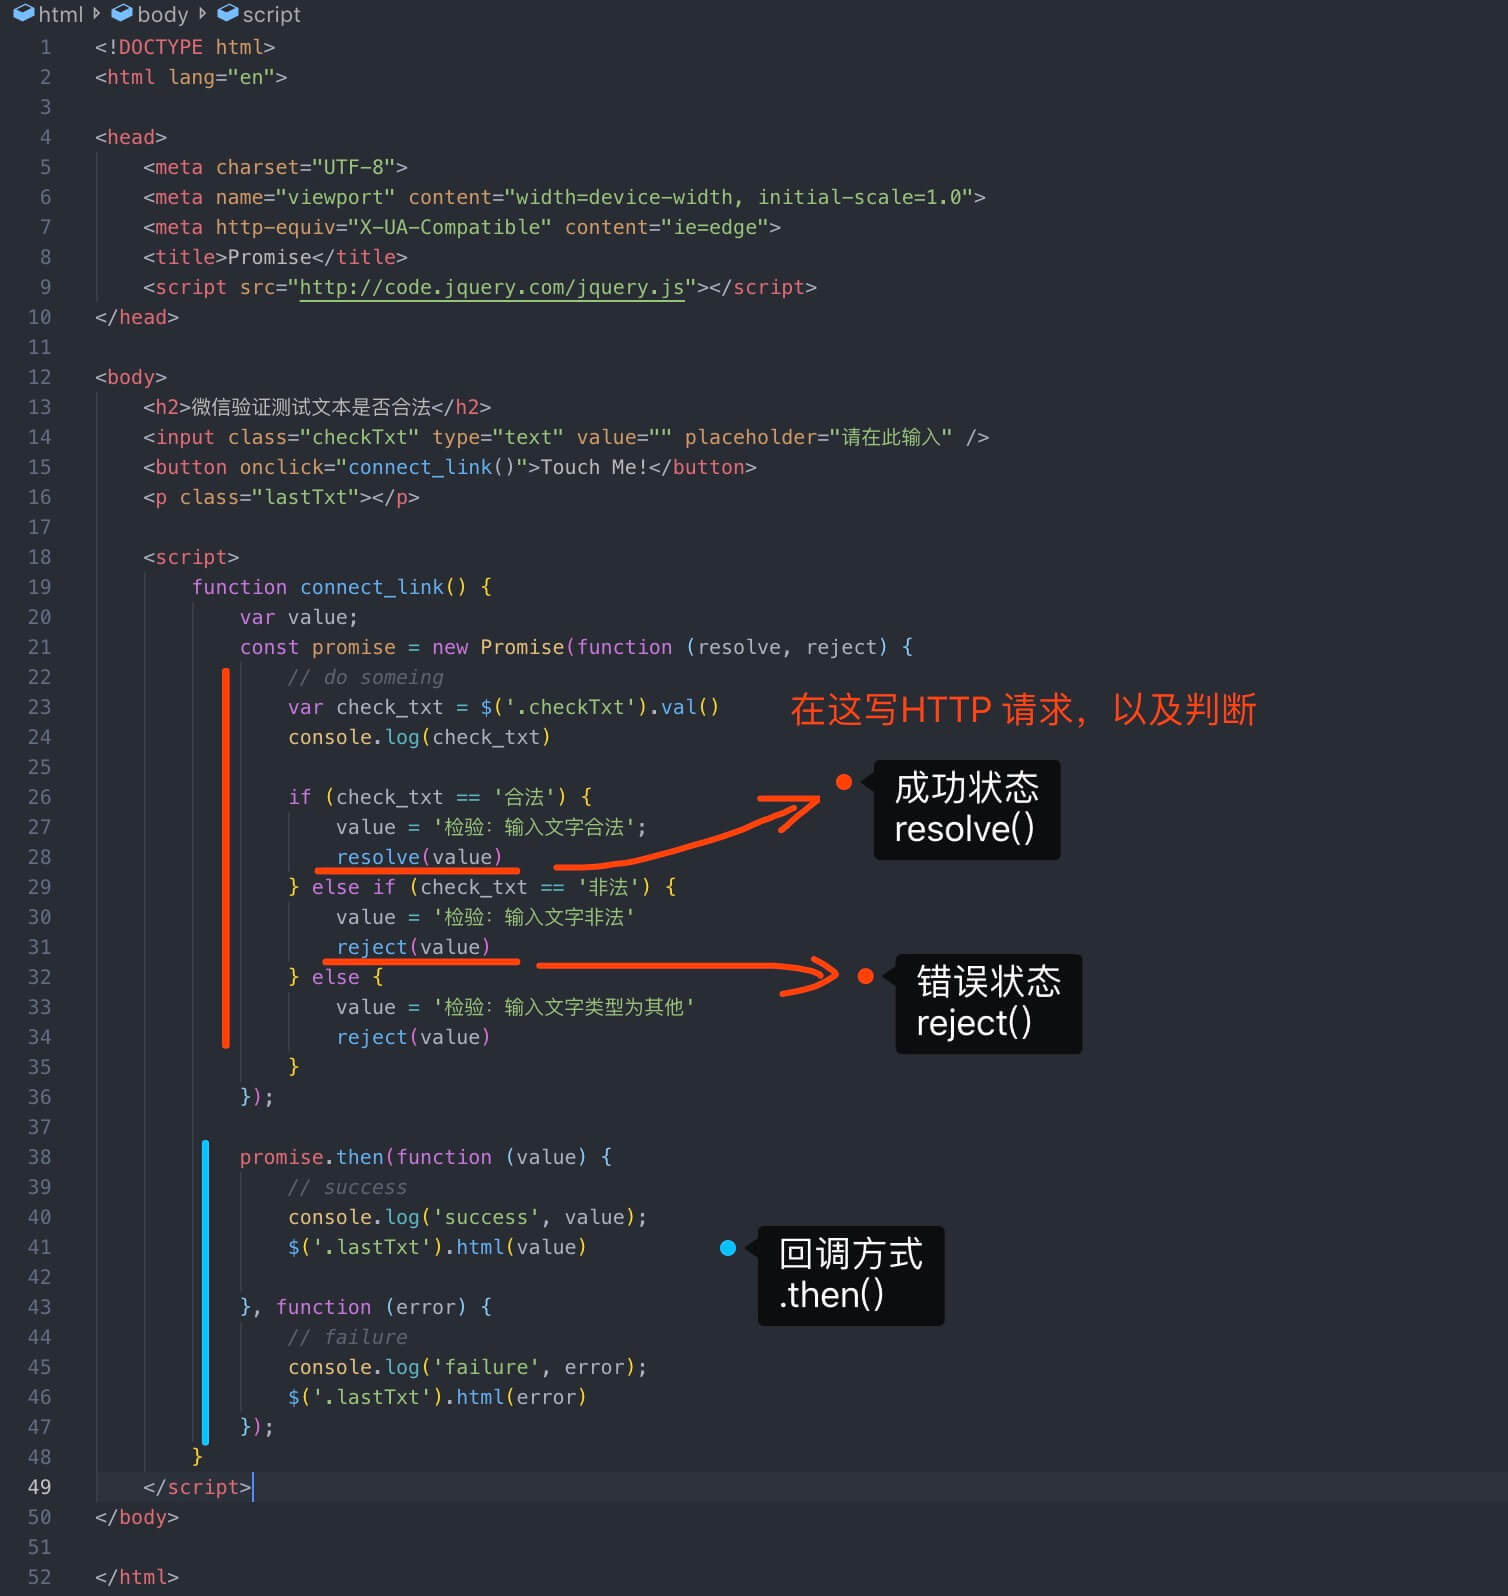 html body script
1 <!DOCTYPE html>
2 <html lang="en">
3
4 <head>
5 <meta charset="UTF-8">
6 <meta name="viewport" content="width=device-width, initial-scale=1.0">
7 <meta http-equiv="X-UA-Compatible" content="ie=edge">
8 <title>Promise</title>
9 <script src="http://code.jquery.com/jquery.js"></script>
10 </head>
11
12 <body>
13 <h2>微信验证测试文本是否合法</h2>
14 <input class="checkTxt" type="text" value="" placeholder="请在此输入" />
15 <button onclick="connect_link()">Touch Me!</button>
16 <p class="lastTxt"></p>
17
18 <script>
19 function connect_link() {
20 var value;
21 const promise = new Promise(function (resolve, reject) {
22 // do someing
23 var check_txt = $('.checkTxt').val()
在这写HTTP 请求，以及判断
24 console.log(check_txt)
25
26 if (check_txt == '合法') {
成功状态
resolve()
27 value = '检验：输入文字合法';
28 resolve(value)
29 } else if (check_txt == '非法') {
30 value = '检验：输入文字非法'
31 reject(value)
32 } else {
错误状态
reject()
33 value = '检验：输入文字类型为其他'
34 reject(value)
35 }
36 });
37
38 promise.then(function (value) {
39 // success
40 console.log('success', value);
41 $('.lastTxt').html(value)
回调方式
.then()
42
43 }, function (error) {
44 // failure
45 console.log('failure', error);
46 $('.lastTxt').html(error)
47 });
48 }
49 </script>
50 </body>
51
52 </html>